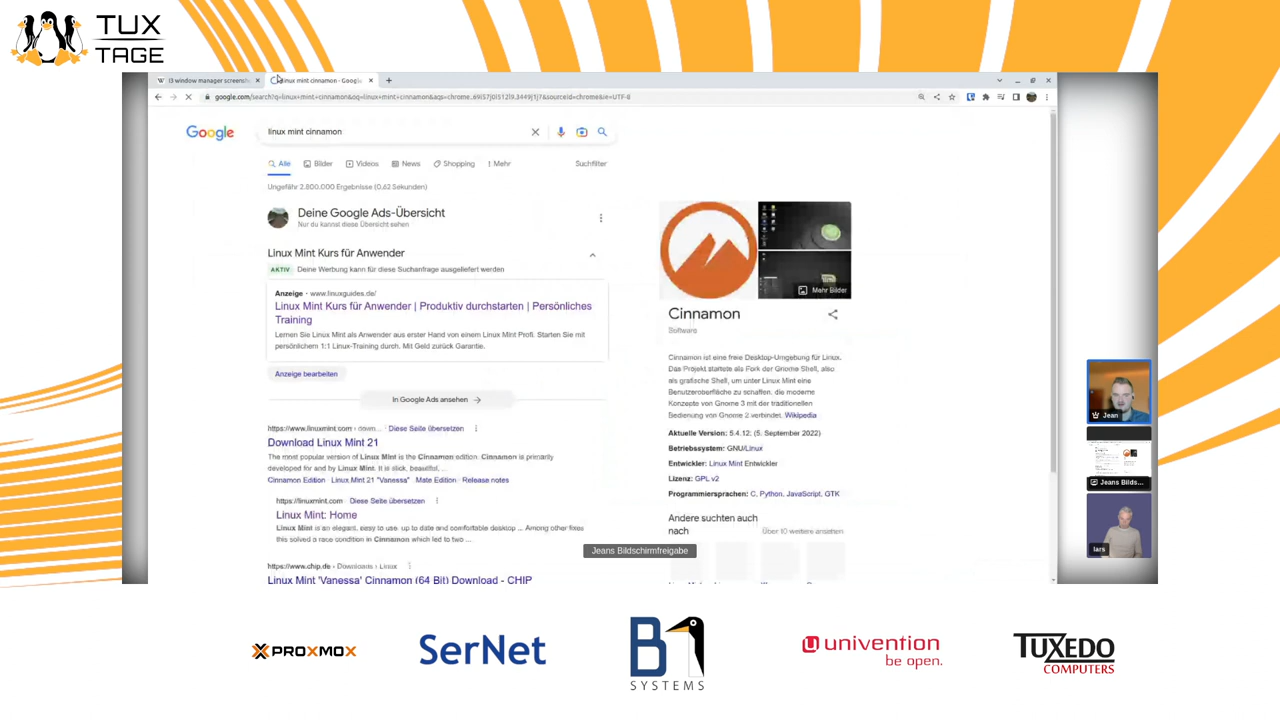 TUX
TAGE
i3 window manager screensh
linux mint cinnamon - Google
google.com/search?q=linux+mint+cinnamon&oq=linux+mint+cinnamon&aqs=chrome..69i57j0i512l9.3449j1j7&sourceid=chrome&ie=UTF-8
Google
linux mint cinnamon
Alle
Bilder
Videos
News
Shopping
Mehr
Suchfilter
Ungefähr 2.800.000 Ergebnisse (0,62 Sekunden)
Deine Google Ads-Übersicht
Nur du kannst diese Übersicht sehen
Linux Mint Kurs für Anwender
AKTIV Deine Werbung kann für diese Suchanfrage ausgeliefert werden
Anzeige · www.linuxguides.de/
Linux Mint Kurs für Anwender | Produktiv durchstarten | Persönliches
Training
Lernen Sie Linux Mint als Anwender aus erster Hand von einem Linux Mint Profi. Starten Sie mit
persönlichem 1:1 Linux-Training durch. Mit Geld zurück Garantie.
Anzeige bearbeiten
In Google Ads ansehen
https://www.linuxmint.com › down... · Diese Seite übersetzen
Download Linux Mint 21
The most popular version of Linux Mint is the Cinnamon edition. Cinnamon is primarily
developed for and by Linux Mint. It is slick, beautiful, ...
Cinnamon Edition · Linux Mint 21 "Vanessa" · Mate Edition · Release notes
https://linuxmint.com · Diese Seite übersetzen
Linux Mint: Home
Linux Mint is an elegant, easy to use, up to date and comfortable desktop ... Among other fixes
this solved a race condition in Cinnamon which led to two ...
https://www.chip.de › Downloads › Linux
Linux Mint 'Vanessa' Cinnamon (64 Bit) Download - CHIP
Mehr Bilder
Cinnamon
Software
Cinnamon ist eine freie Desktop-Umgebung für Linux.
Das Projekt startete als Fork der Gnome Shell, also
als grafische Shell, um unter Linux Mint eine
Benutzeroberfläche zu schaffen, die moderne
Konzepte von Gnome 3 mit der traditionellen
Bedienung von Gnome 2 verbindet. Wikipedia
Aktuelle Version: 5.4.12; (5. September 2022)
Betriebssystem: GNU/Linux
Entwickler: Linux Mint Entwickler
Lizenz: GPL v2
Programmiersprachen: C, Python, JavaScript, GTK
Andere suchten auch
nach
Über 10 weitere ansehen
Jeans Bildschirmfreigabe
Jean
Jeans Bilds...
lars
PROXMOX
SerNet
B1
SYSTEMS
univention
be open.
TUXEDO
COMPUTERS